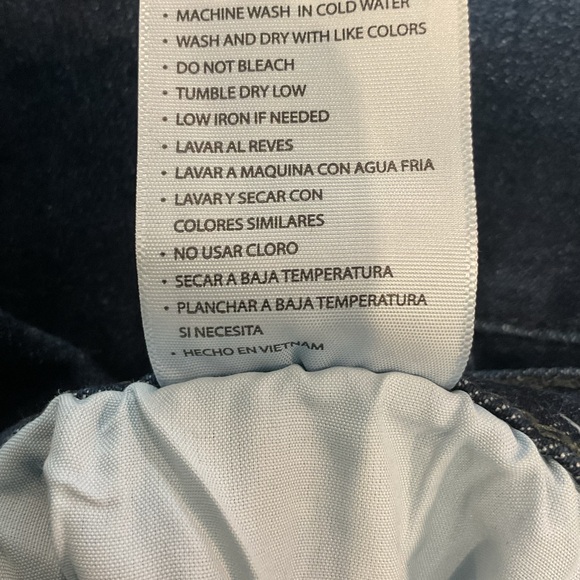 • MACHINE WASH IN COLD WATER
• WASH AND DRY WITH LIKE COLORS
• DO NOT BLEACH
• TUMBLE DRY LOW
• LOW IRON IF NEEDED
• LAVAR AL REVES
• LAVAR A MAQUINA CON AGUA FRIA
• LAVAR Y SECAR CON
COLORES SIMILARES
• NO USAR CLORO
• SECAR A BAJA TEMPERATURA
• PLANCHAR A BAJA TEMPERATURA
SI NECESITA
• HECHO EN VIETNAM